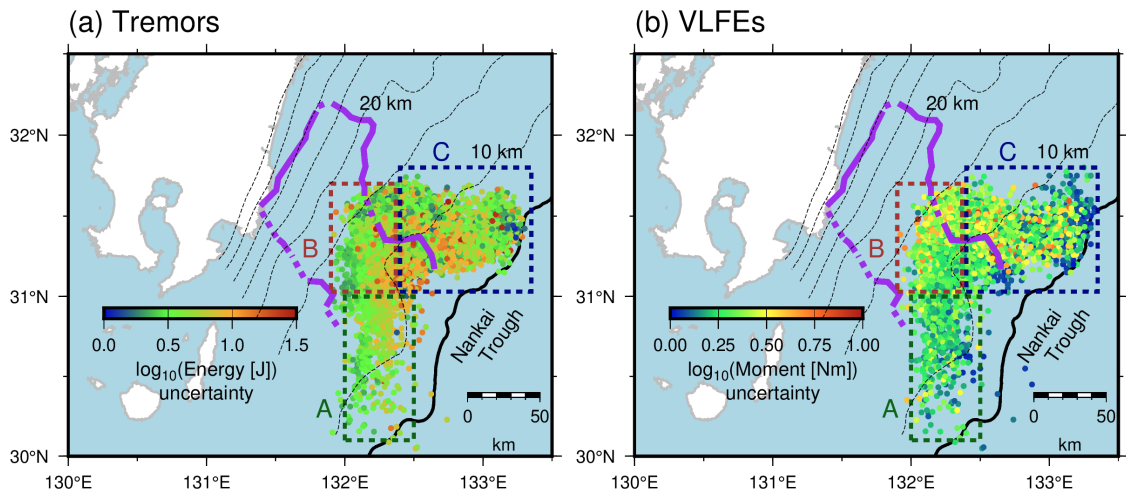 (a) Tremors
20 km
C
10 km
32°N
B
31°N
0.0 0.5 1.0 1.5
log10(Energy [J])
uncertainty
Nankai
Trough
A
0 50
km
30°N
130°E 131°E 132°E 133°E
(b) VLFEs
20 km
C
10 km
32°N
B
31°N
0.00 0.25 0.50 0.75 1.00
log10(Moment [Nm])
uncertainty
Nankai
Trough
A
0 50
km
30°N
130°E 131°E 132°E 133°E